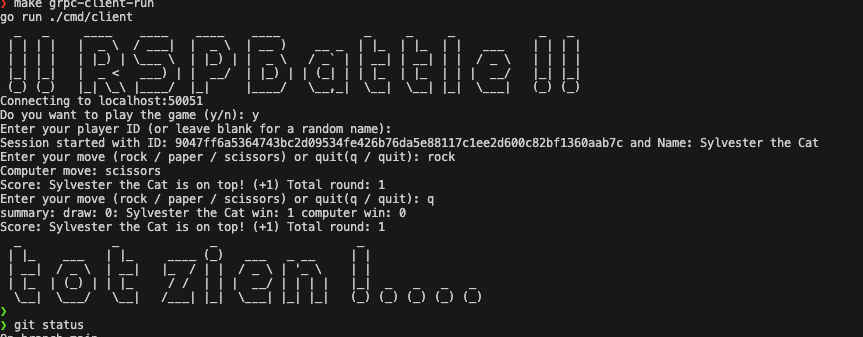 ❯ make grpc-client-run
go run ./cmd/client
!! RSPBattle !!
Connecting to localhost:50051
Do you want to play the game (y/n): y
Enter your player ID (or leave blank for a random name):
Session started with ID: 9047ff6a5364743bc2d09534fe426b76da5e88117c1ee2d600c82bf1360aab7c and Name: Sylvester the Cat
Enter your move (rock / paper / scissors) or quit(q / quit): rock
Computer move: scissors
Score: Sylvester the Cat is on top! (+1) Total round: 1
Enter your move (rock / paper / scissors) or quit(q / quit): q
summary: draw: 0: Sylvester the Cat win: 1 computer win: 0
Score: Sylvester the Cat is on top! (+1) Total round: 1
tot zien !....
❯
❯ git status
On branch main